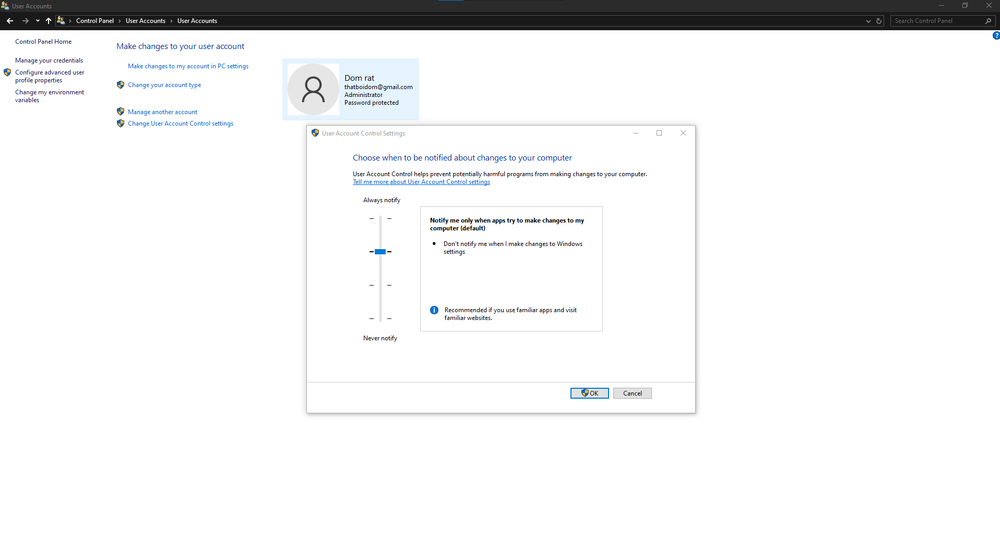 User Accounts
Control Panel > User Accounts > User Accounts
Search Control Panel
?
Control Panel Home
Manage your credentials
Configure advanced user
profile properties
Change my environment
variables
Make changes to your user account
Make changes to my account in PC settings
Change your account type
Manage another account
Change User Account Control settings
Dom rat
thatboidom@gmail.com
Administrator
Password protected
User Account Control Settings
Choose when to be notified about changes to your computer
User Account Control helps prevent potentially harmful programs from making changes to your computer.
Tell me more about User Account Control settings
Always notify
Notify me only when apps try to make changes to my
computer (default)
• Don't notify me when I make changes to Windows
settings
i
Recommended if you use familiar apps and visit
familiar websites.
Never notify
OK
Cancel